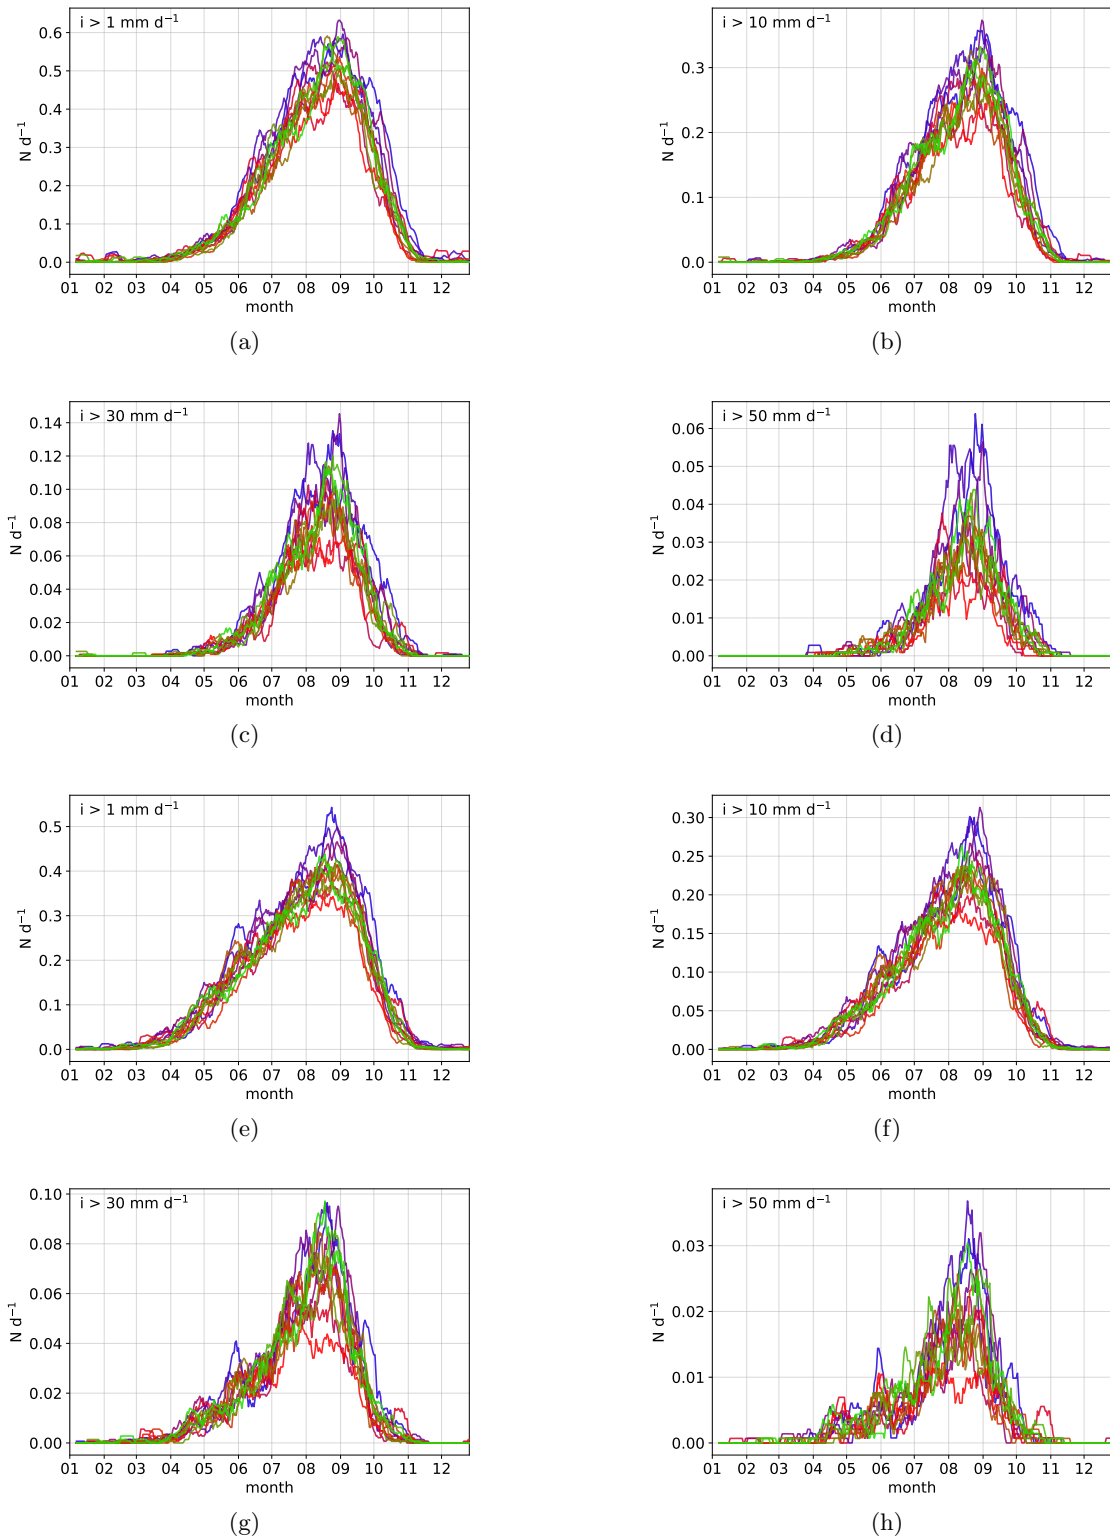 i > 1 mm d⁻¹
N d⁻¹
0.6
0.5
0.4
0.3
0.2
0.1
0.0
01 02 03 04 05 06 07 08 09 10 11 12
month
(a)
i > 10 mm d⁻¹
N d⁻¹
0.3
0.2
0.1
0.0
01 02 03 04 05 06 07 08 09 10 11 12
month
(b)
i > 30 mm d⁻¹
N d⁻¹
0.14
0.12
0.10
0.08
0.06
0.04
0.02
0.00
01 02 03 04 05 06 07 08 09 10 11 12
month
(c)
i > 50 mm d⁻¹
N d⁻¹
0.06
0.05
0.04
0.03
0.02
0.01
0.00
01 02 03 04 05 06 07 08 09 10 11 12
month
(d)
i > 1 mm d⁻¹
N d⁻¹
0.5
0.4
0.3
0.2
0.1
0.0
01 02 03 04 05 06 07 08 09 10 11 12
month
(e)
i > 10 mm d⁻¹
N d⁻¹
0.30
0.25
0.20
0.15
0.10
0.05
0.00
01 02 03 04 05 06 07 08 09 10 11 12
month
(f)
i > 30 mm d⁻¹
N d⁻¹
0.10
0.08
0.06
0.04
0.02
0.00
01 02 03 04 05 06 07 08 09 10 11 12
month
(g)
i > 50 mm d⁻¹
N d⁻¹
0.03
0.02
0.01
0.00
01 02 03 04 05 06 07 08 09 10 11 12
month
(h)